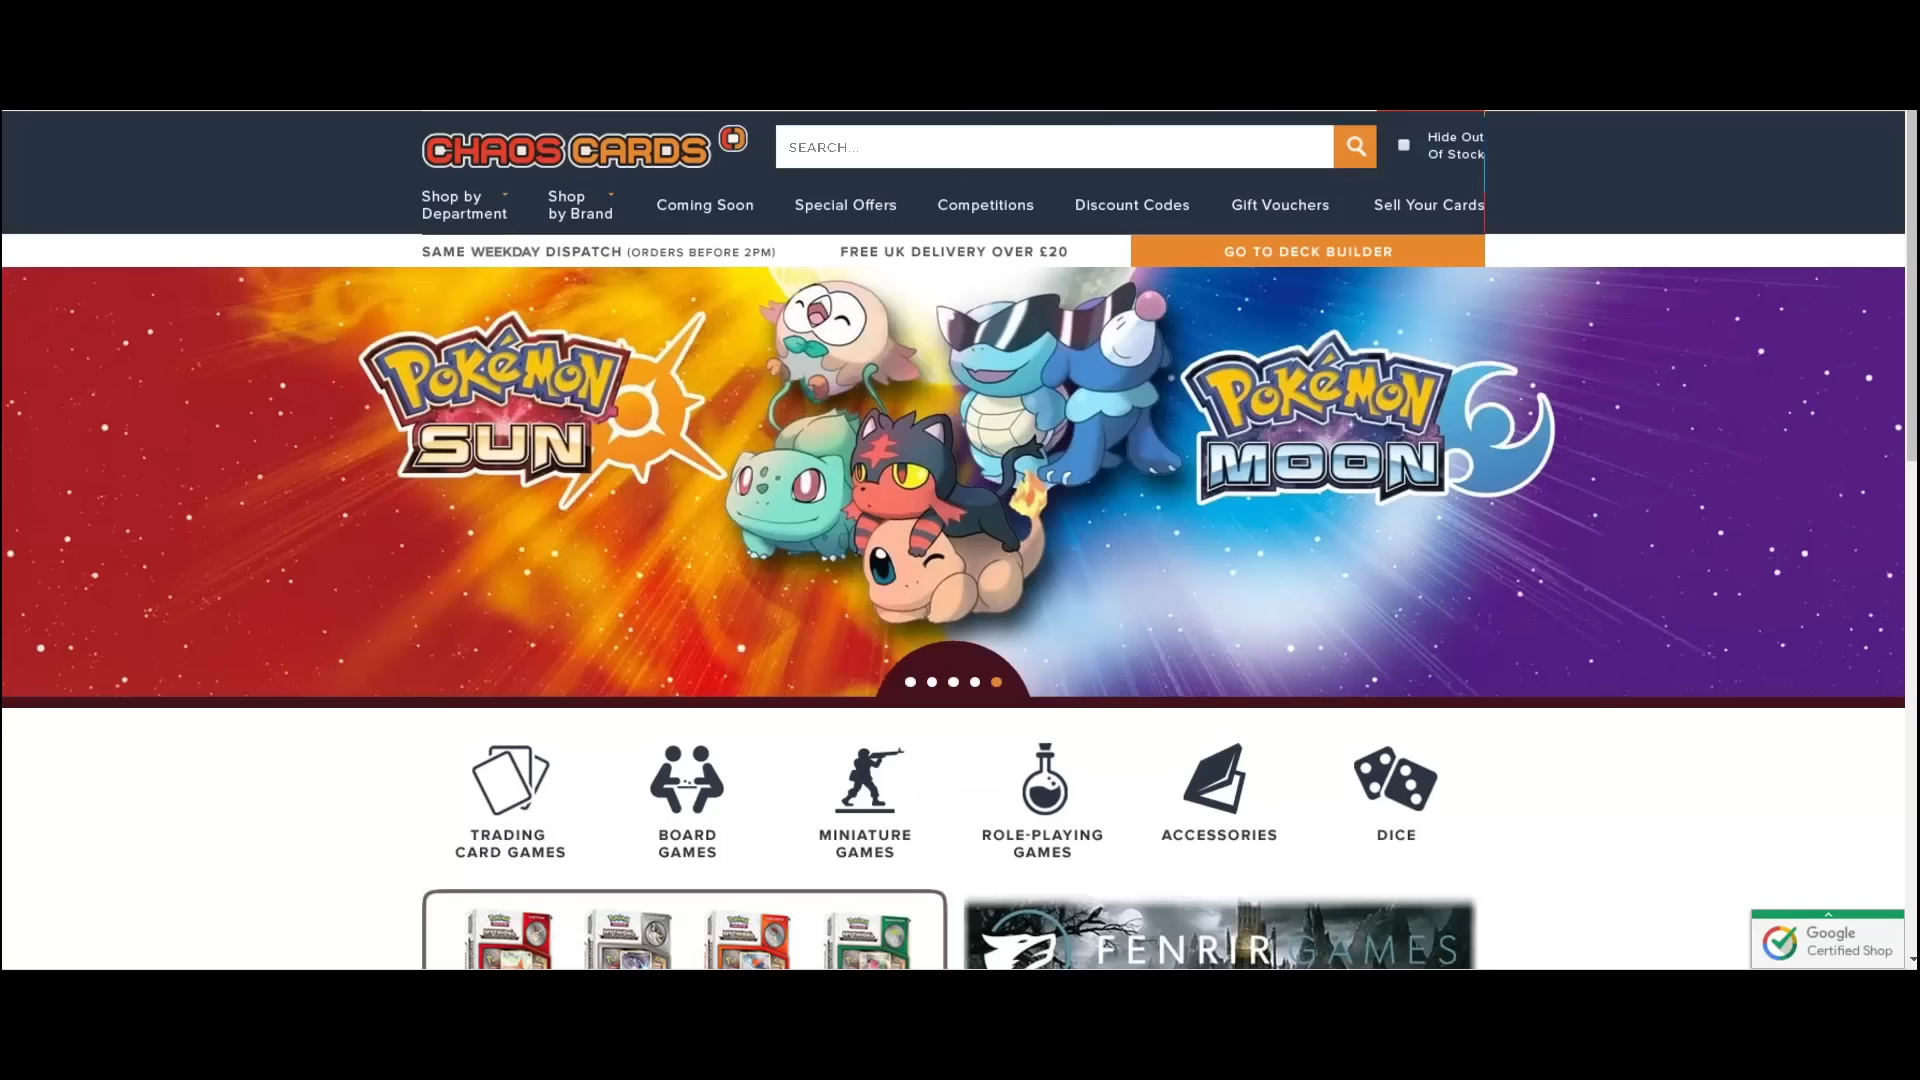 CHAOS CARDS
SEARCH...
Hide Out
Of Stock
Shop by
Department
Shop
by Brand
Coming Soon
Special Offers
Competitions
Discount Codes
Gift Vouchers
Sell Your Cards
SAME WEEKDAY DISPATCH (ORDERS BEFORE 2PM)
FREE UK DELIVERY OVER £20
GO TO DECK BUILDER
POKéMON
SUN
POKéMON
MOON
TRADING
CARD GAMES
BOARD
GAMES
MINIATURE
GAMES
ROLE-PLAYING
GAMES
ACCESSORIES
DICE
FENRIR GAMES
Google
Certified Shop